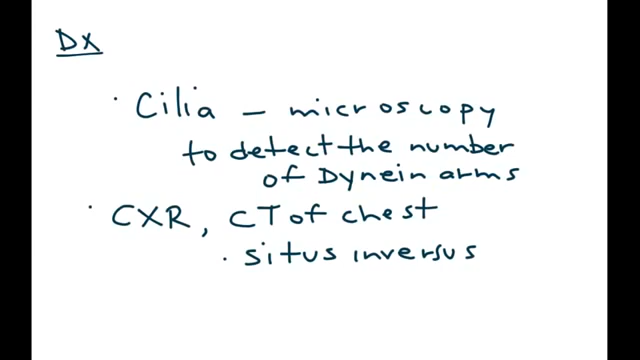 Dx
· Cilia – microscopy
to detect the number
of Dynein arms
· CXR, CT of chest
· situs inversus